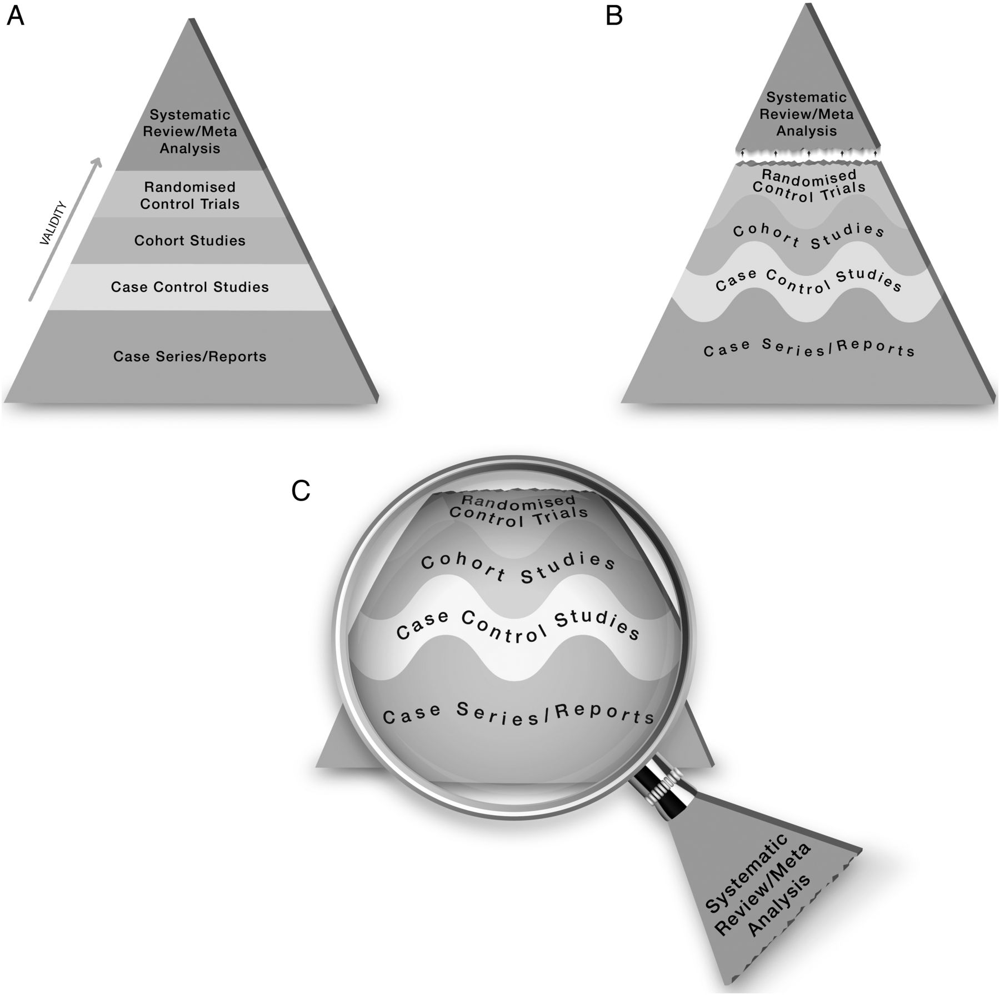 A
Systematic
Review/Meta
Analysis
Randomised
Control Trials
Cohort Studies
Case Control Studies
Case Series/Reports
VALIDITY
B
Systematic
Review/Meta
Analysis
Randomised
Control Trials
Cohort Studies
Case Control Studies
Case Series/Reports
C
Randomised
Control Trials
Cohort Studies
Case Control Studies
Case Series/Reports
Systematic
Review/Meta
Analysis